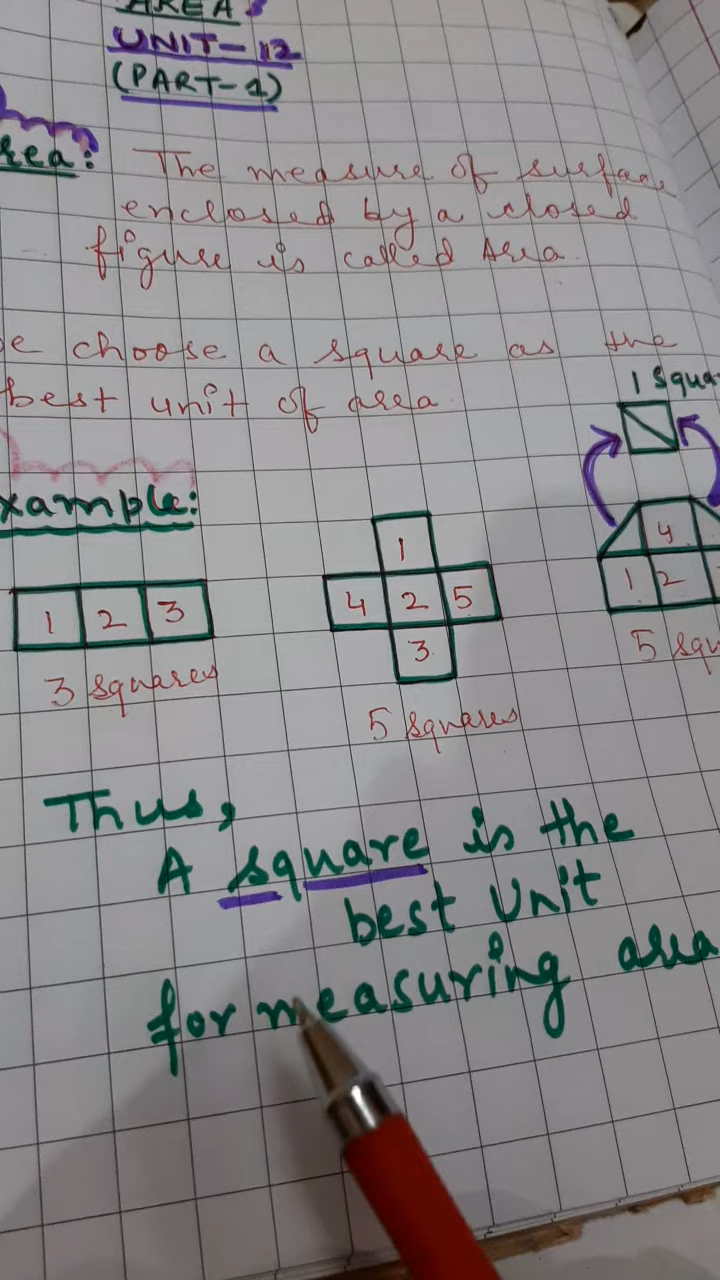 AREA
UNIT-12
(PART-1)
rea: The measure of surface
enclosed by a closed
figure is called Area.
e choose a square as the
best unit of area
1 squa
xample:
1
4
1 2 3
4 2 5
1 2
3
3 squares
5 squares
5 squ
Thus,
A square is the
best Unit
for measuring area